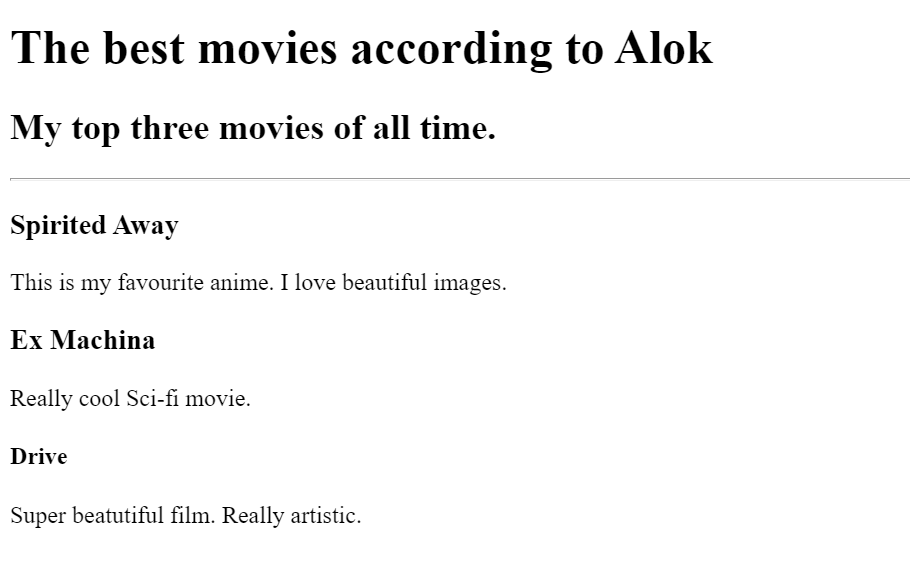 The best movies according to Alok
My top three movies of all time.
Spirited Away
This is my favourite anime. I love beautiful images.
Ex Machina
Really cool Sci-fi movie.
Drive
Super beatutiful film. Really artistic.